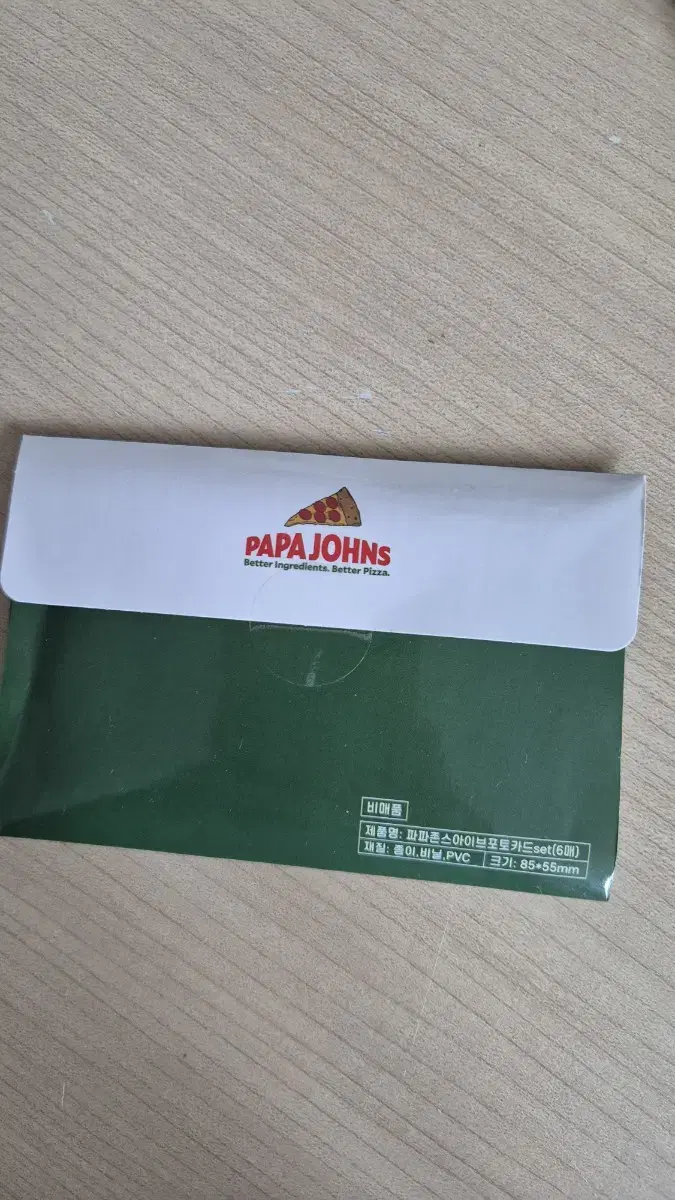 PAPA JOHNS
Better Ingredients. Better Pizza.
비매품
제품명: 파파존스아이브포토카드set(6매)
재질: 종이,비닐,PVC 크기: 85*55mm